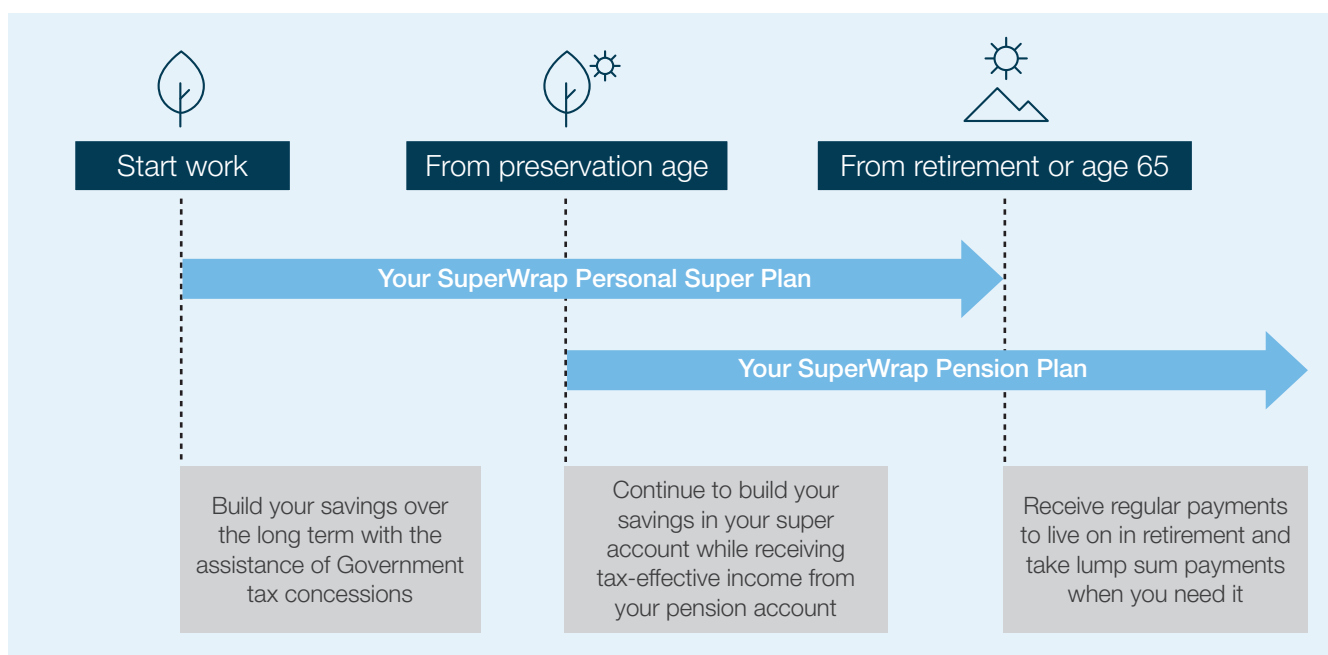 Start work
From preservation age
From retirement or age 65
Your SuperWrap Personal Super Plan
Your SuperWrap Pension Plan
Build your savings over
the long term with the
assistance of Government
tax concessions
Continue to build your
savings in your super
account while receiving
tax-effective income from
your pension account
Receive regular payments
to live on in retirement and
take lump sum payments
when you need it